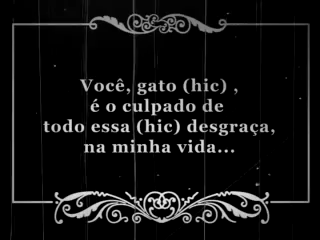 Você, gato (hic) ,
é o culpado de
todo essa (hic) desgraça,
na minha vida...